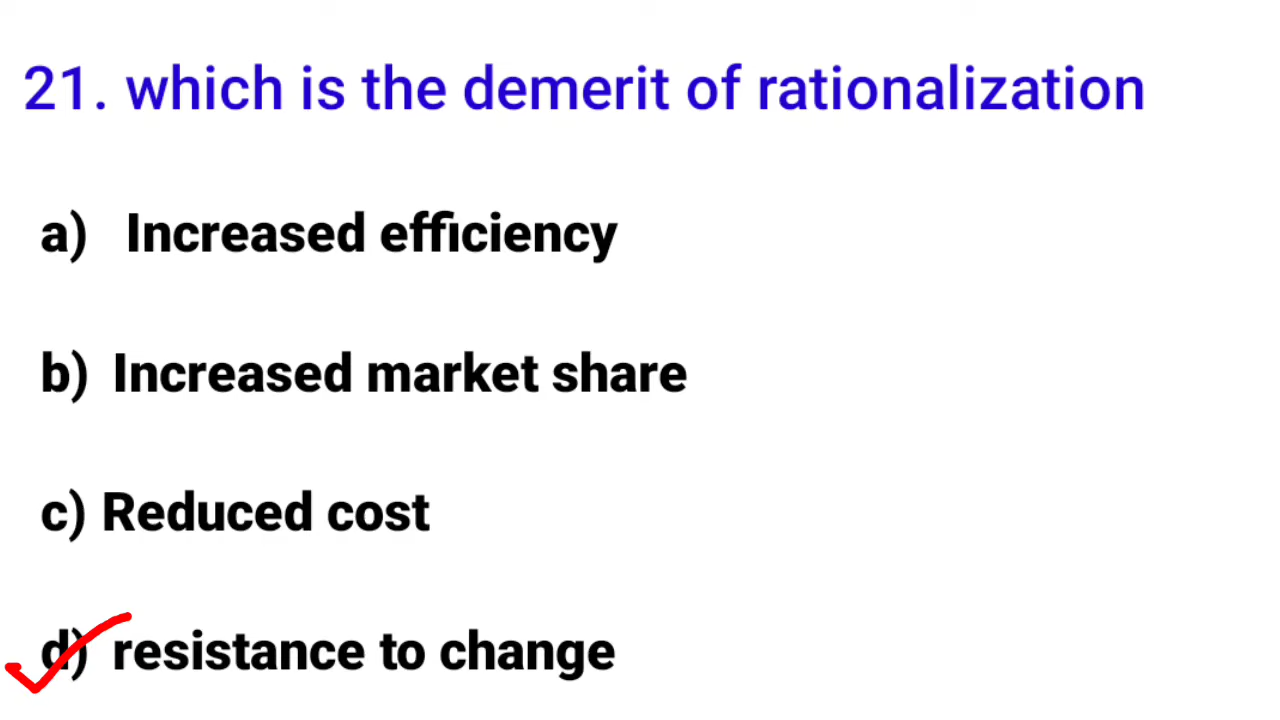 21. which is the demerit of rationalization
a) Increased efficiency
b) Increased market share
c) Reduced cost
d) resistance to change